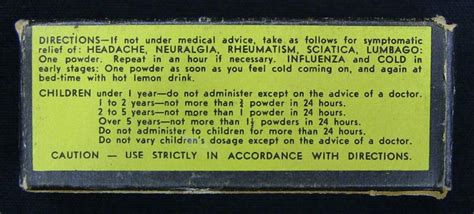 DIRECTIONS—If not under medical advice, take as follows for symptomatic
relief of: HEADACHE, NEURALGIA, RHEUMATISM, SCIATICA, LUMBAGO:
One powder. Repeat in an hour if necessary. INFLUENZA and COLD in
early stages: One powder as soon as you feel cold coming on, and again at
bed-time with hot lemon drink.
CHILDREN under 1 year—do not administer except on the advice of a doctor.
1 to 2 years—not more than ¾ powder in 24 hours.
2 to 5 years—not more than 1 powder in 24 hours.
Over 5 years—not more than 1½ powders in 24 hours.
Do not administer to children for more than 24 hours.
Do not vary children's dosage except on the advice of a doctor.
CAUTION — USE STRICTLY IN ACCORDANCE WITH DIRECTIONS.